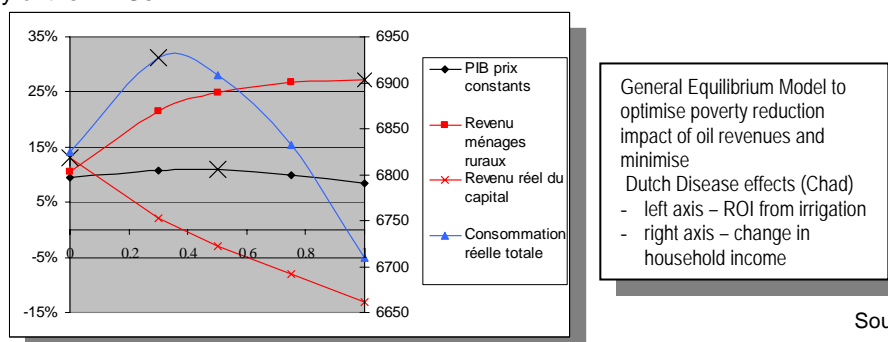 35%
25%
15%
5%
-5%
-15%
0 0.2 0.4 0.6 0.8 1
6950
6900
6850
6800
6750
6700
6650
PIB prix
constants
Revenu
ménages
ruraux
Revenu réel du
capital
Consommation
réelle totale
General Equilibrium Model to
optimise poverty reduction
impact of oil revenues and
minimise
Dutch Disease effects (Chad)
- left axis – ROI from irrigation
- right axis – change in
household income
Sou